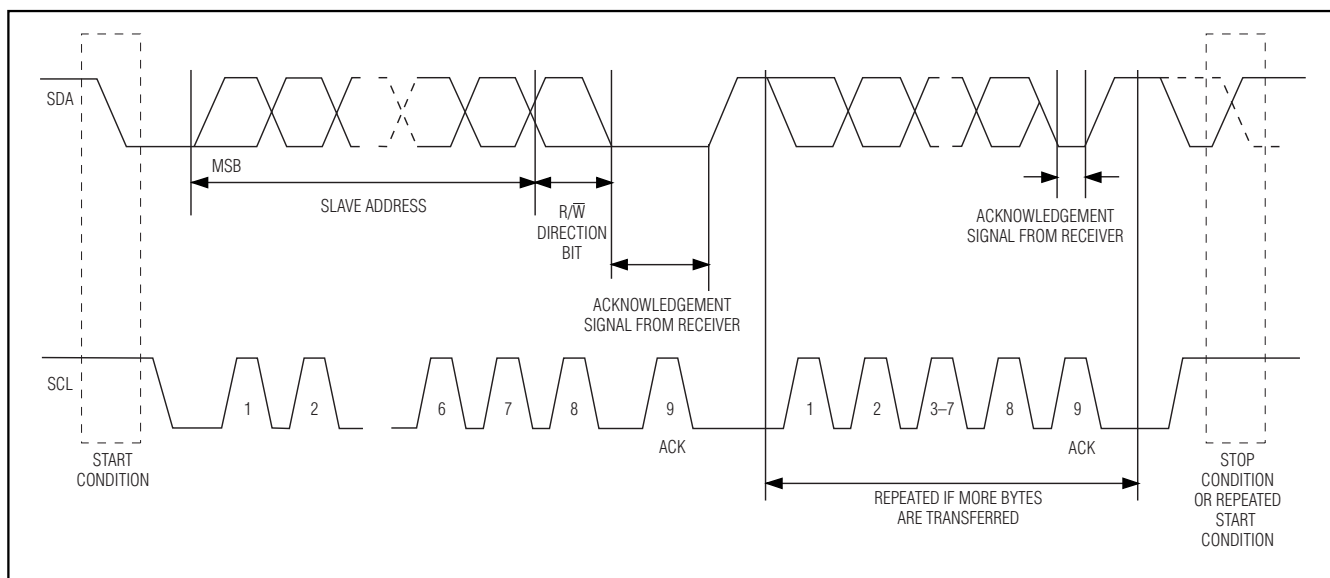 SDA
MSB
SLAVE ADDRESS
R/W̅
DIRECTION
BIT
ACKNOWLEDGEMENT
SIGNAL FROM RECEIVER
ACKNOWLEDGEMENT
SIGNAL FROM RECEIVER
SCL
1 2 6 7 8 9 1 2 3–7 8 9
ACK ACK
START
CONDITION
REPEATED IF MORE BYTES
ARE TRANSFERRED
STOP
CONDITION
OR REPEATED
START
CONDITION